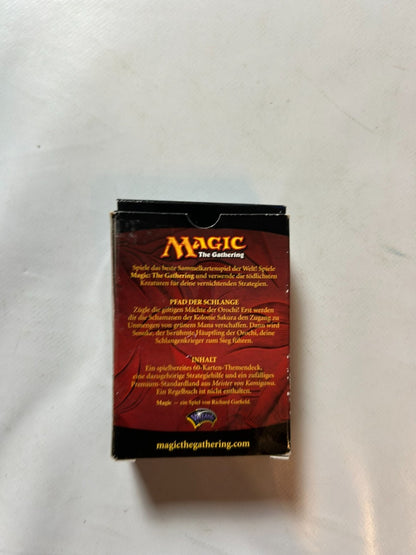 MAGIC
The Gathering
Spiele das beste Sammelkartenspiel der Welt! Spiele
Magic: The Gathering und verwende die tödlichsten
Kreaturen für deine vernichtenden Strategien.
PFAD DER SCHLANGE
Zügle die giftigen Mächte der Orochi! Erst werden
dir die Schamanen der Kolonie Sakura den Zugang zu
Unmengen von grünem Mana verschaffen. Dann wird
der berühmte Häuptling der Orochi, deine
Schlangenkrieger zum Sieg führen.
INHALT
Ein spielbereites 60-Karten-Themendeck,
eine dazugehörige Strategiehilfe und ein zufälliges
Premium-Standardland aus Meister von Kamigawa.
Ein Regelbuch ist nicht enthalten.
Magic — ein Spiel von Richard Garfield.
magicthegathering.com